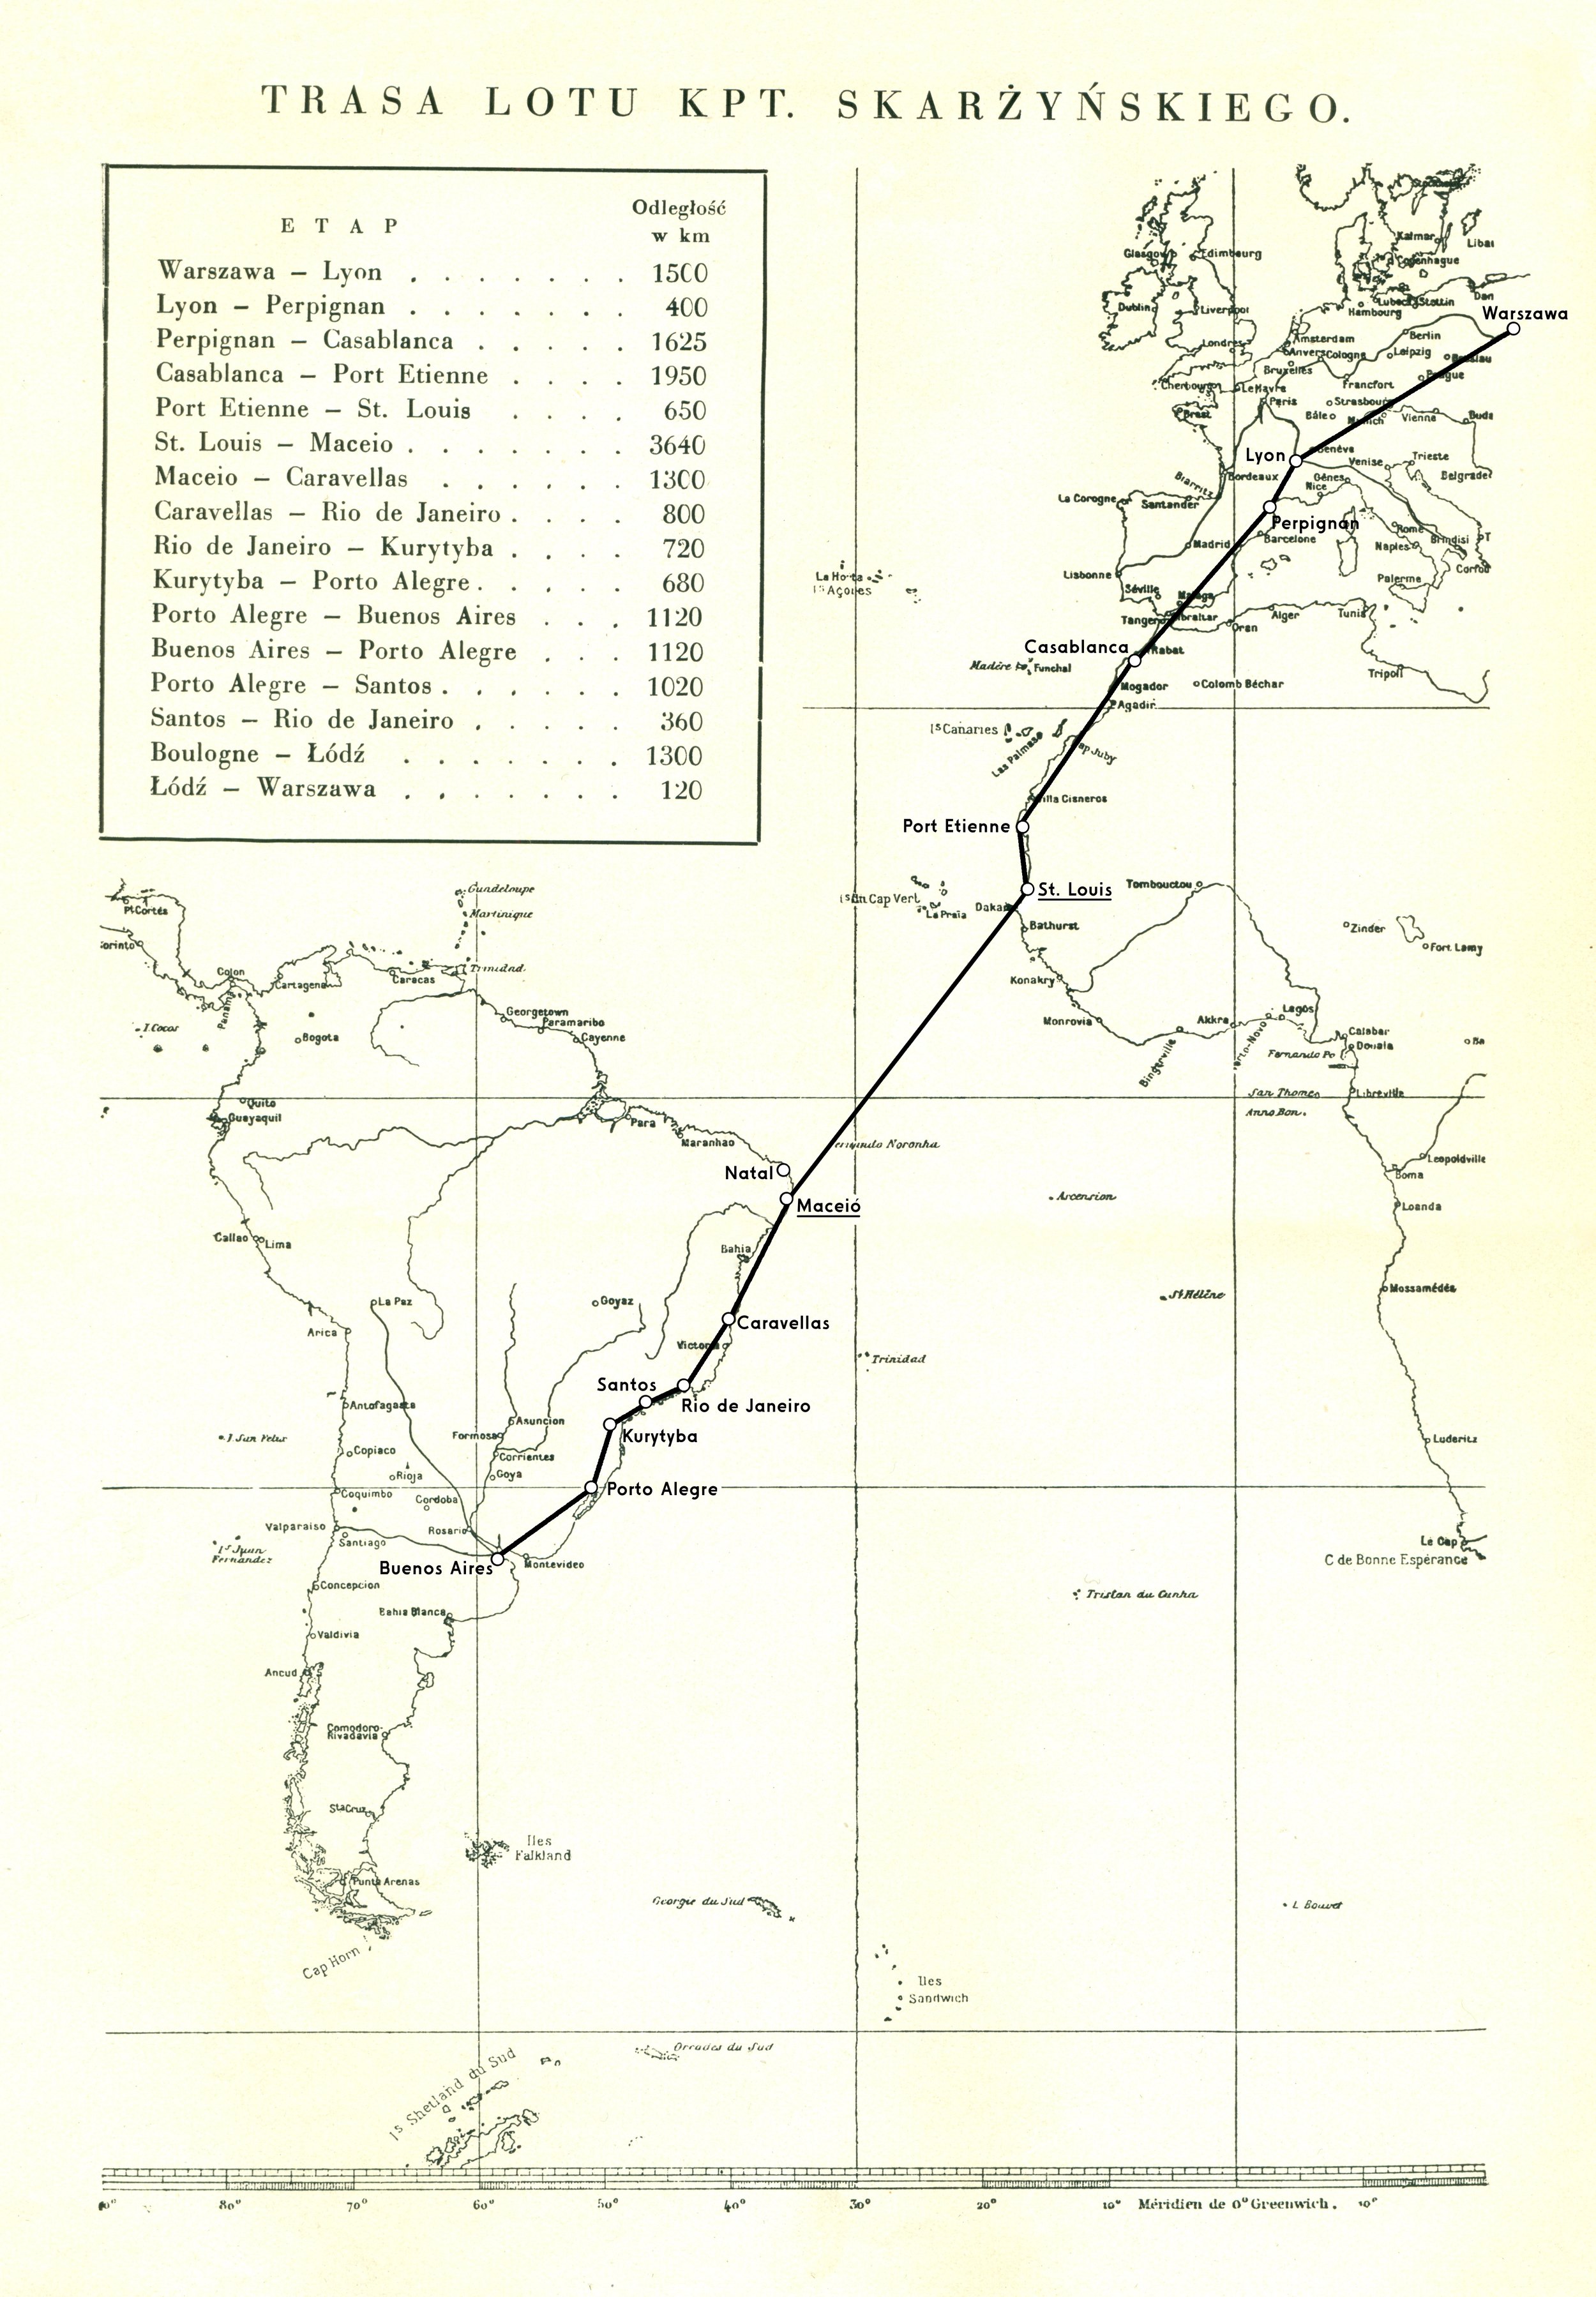 TRASA LOTU KPT. SKARŻYŃSKIEGO.
ETAP
Odległość
w km
Warszawa – Lyon . . . . . . . 1500
Lyon – Perpignan . . . . . . . 400
Perpignan – Casablanca . . . . . 1625
Casablanca – Port Etienne . . . . 1950
Port Etienne – St. Louis . . . . 650
St. Louis – Maceio . . . . . . . 3640
Maceio – Caravellas . . . . . . 1300
Caravellas – Rio de Janeiro . . . . 800
Rio de Janeiro – Kurytyba . . . . 720
Kurytyba – Porto Alegre . . . . . 680
Porto Alegre – Buenos Aires . . . 1120
Buenos Aires – Porto Alegre . . . 1120
Porto Alegre – Santos . . . . . . 1020
Santos – Rio de Janeiro . . . . . 360
Boulogne – Łódź . . . . . . . 1300
Łódź – Warszawa . . . . . . . 120
Kalmar
Libau
Glasgow
Edimbourg
Copenhague
Dublin
Liverpool
Lubeck
Stettin
Dan
Hambourg
Warszawa
Londres
Amsterdam
Berlin
Anvers
Cologne
Leipzig
Bruxelles
Prague
Cherbourg
Le Havre
Francfort
Paris
Strasbourg
Brest
Bâle
Munich
Vienne
Buda
Lyon
Genève
Venise
Trieste
Bordeaux
Biarritz
Gênes
Nice
Belgrade
La Corogne
Santander
Perpignan
Rome
Barcelone
Brindisi
T
Madrid
Naples
Lisbonne
Palerme
Corfou
La Horta
Iˢ Açores
Séville
Malaga
Tanger
Gibraltar
Oran
Alger
Tunis
Casablanca
Rabat
Madère
Funchal
Tripoli
Mogador
Colomb Béchar
Agadir
Iˢ Canaries
Las Palmas
Cap Juby
Villa Cisneros
Port Etienne
St. Louis
Tombouctou
Iˢ du Cap Vert
La Praïa
Dakar
Bathurst
Zinder
Fort Lamy
Konakry
Monrovia
Akkra
Lagos
Porto-Novo
Bingerville
Calabar
Douala
Fernando Po
Ba
San Thomé
Libreville
Anno Bon.
Guadeloupe
Martinique
Pt Cortés
Corinto
Colon
Panama
Cartagena
Caracas
Trinidad
I. Cocos
Bogota
Georgetown
Paramaribo
Cayenne
Quito
Guayaquil
Para
Maranhao
Fernando Noronha
Natal
Maceió
Leopoldville
Boma
Ascension
Loanda
Callao
Lima
Bahia
La Paz
Goyaz
Sᵗᵉ Hélène
Mossamédès
Arica
Caravellas
Victoria
Trinidad
Santos
Rio de Janeiro
Antofagasta
Asuncion
Formosa
Kurytyba
I. San Felix
Copiaco
Corrientes
Luderitz
Rioja
Goya
Coquimbo
Cordoba
Porto Alegre
Valparaiso
Santiago
Rosario
Iˢ Juan
Fernandez
Buenos Aires
Montevideo
Le Cap
C de Bonne Espérance
Concepcion
Bahia Blanca
Tristan du Cunha
Valdivia
Ancud
Comodoro-
Rivadavia
Sta Cruz
Iles
Falkland
Punta Arenas
Georgie du Sud
I. Bouvet
Cap Horn
Iles
Sandwich
Orcades du Sud
Iˢ Shetland du Sud
80° 70° 60° 50° 40° 30° 20° 10° Méridien de 0° Greenwich. 10°